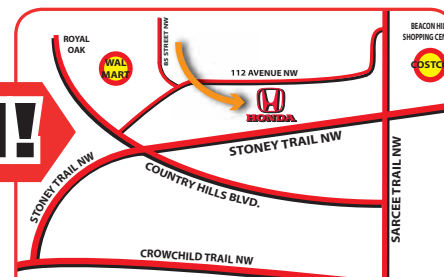 ROYAL
OAK
WAL
MART
85 STREET NW
112 AVENUE NW
BEACON HIL
SHOPPING CEN
COSTC
HONDA
!
STONEY TRAIL NW
STONEY TRAIL NW
COUNTRY HILLS BLVD.
SARCEE TRAIL NW
CROWCHILD TRAIL NW